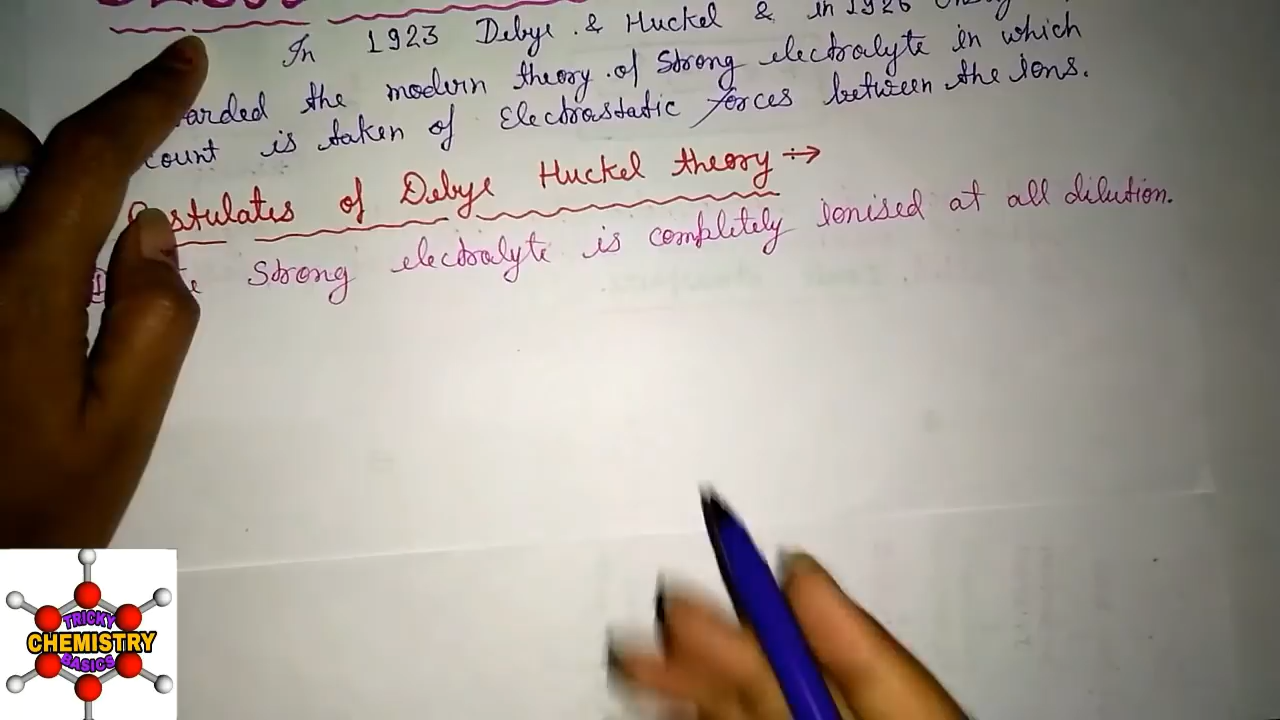 In 1923 Debye & Huckel & in 1926
arded the modern theory of Strong electrolyte in which
count is taken of Electrostatic forces between the ions.
stulates of Debye Huckel theory →
Strong electrolyte is completely ionised at all dilution.
TRICKY
CHEMISTRY
BASICS